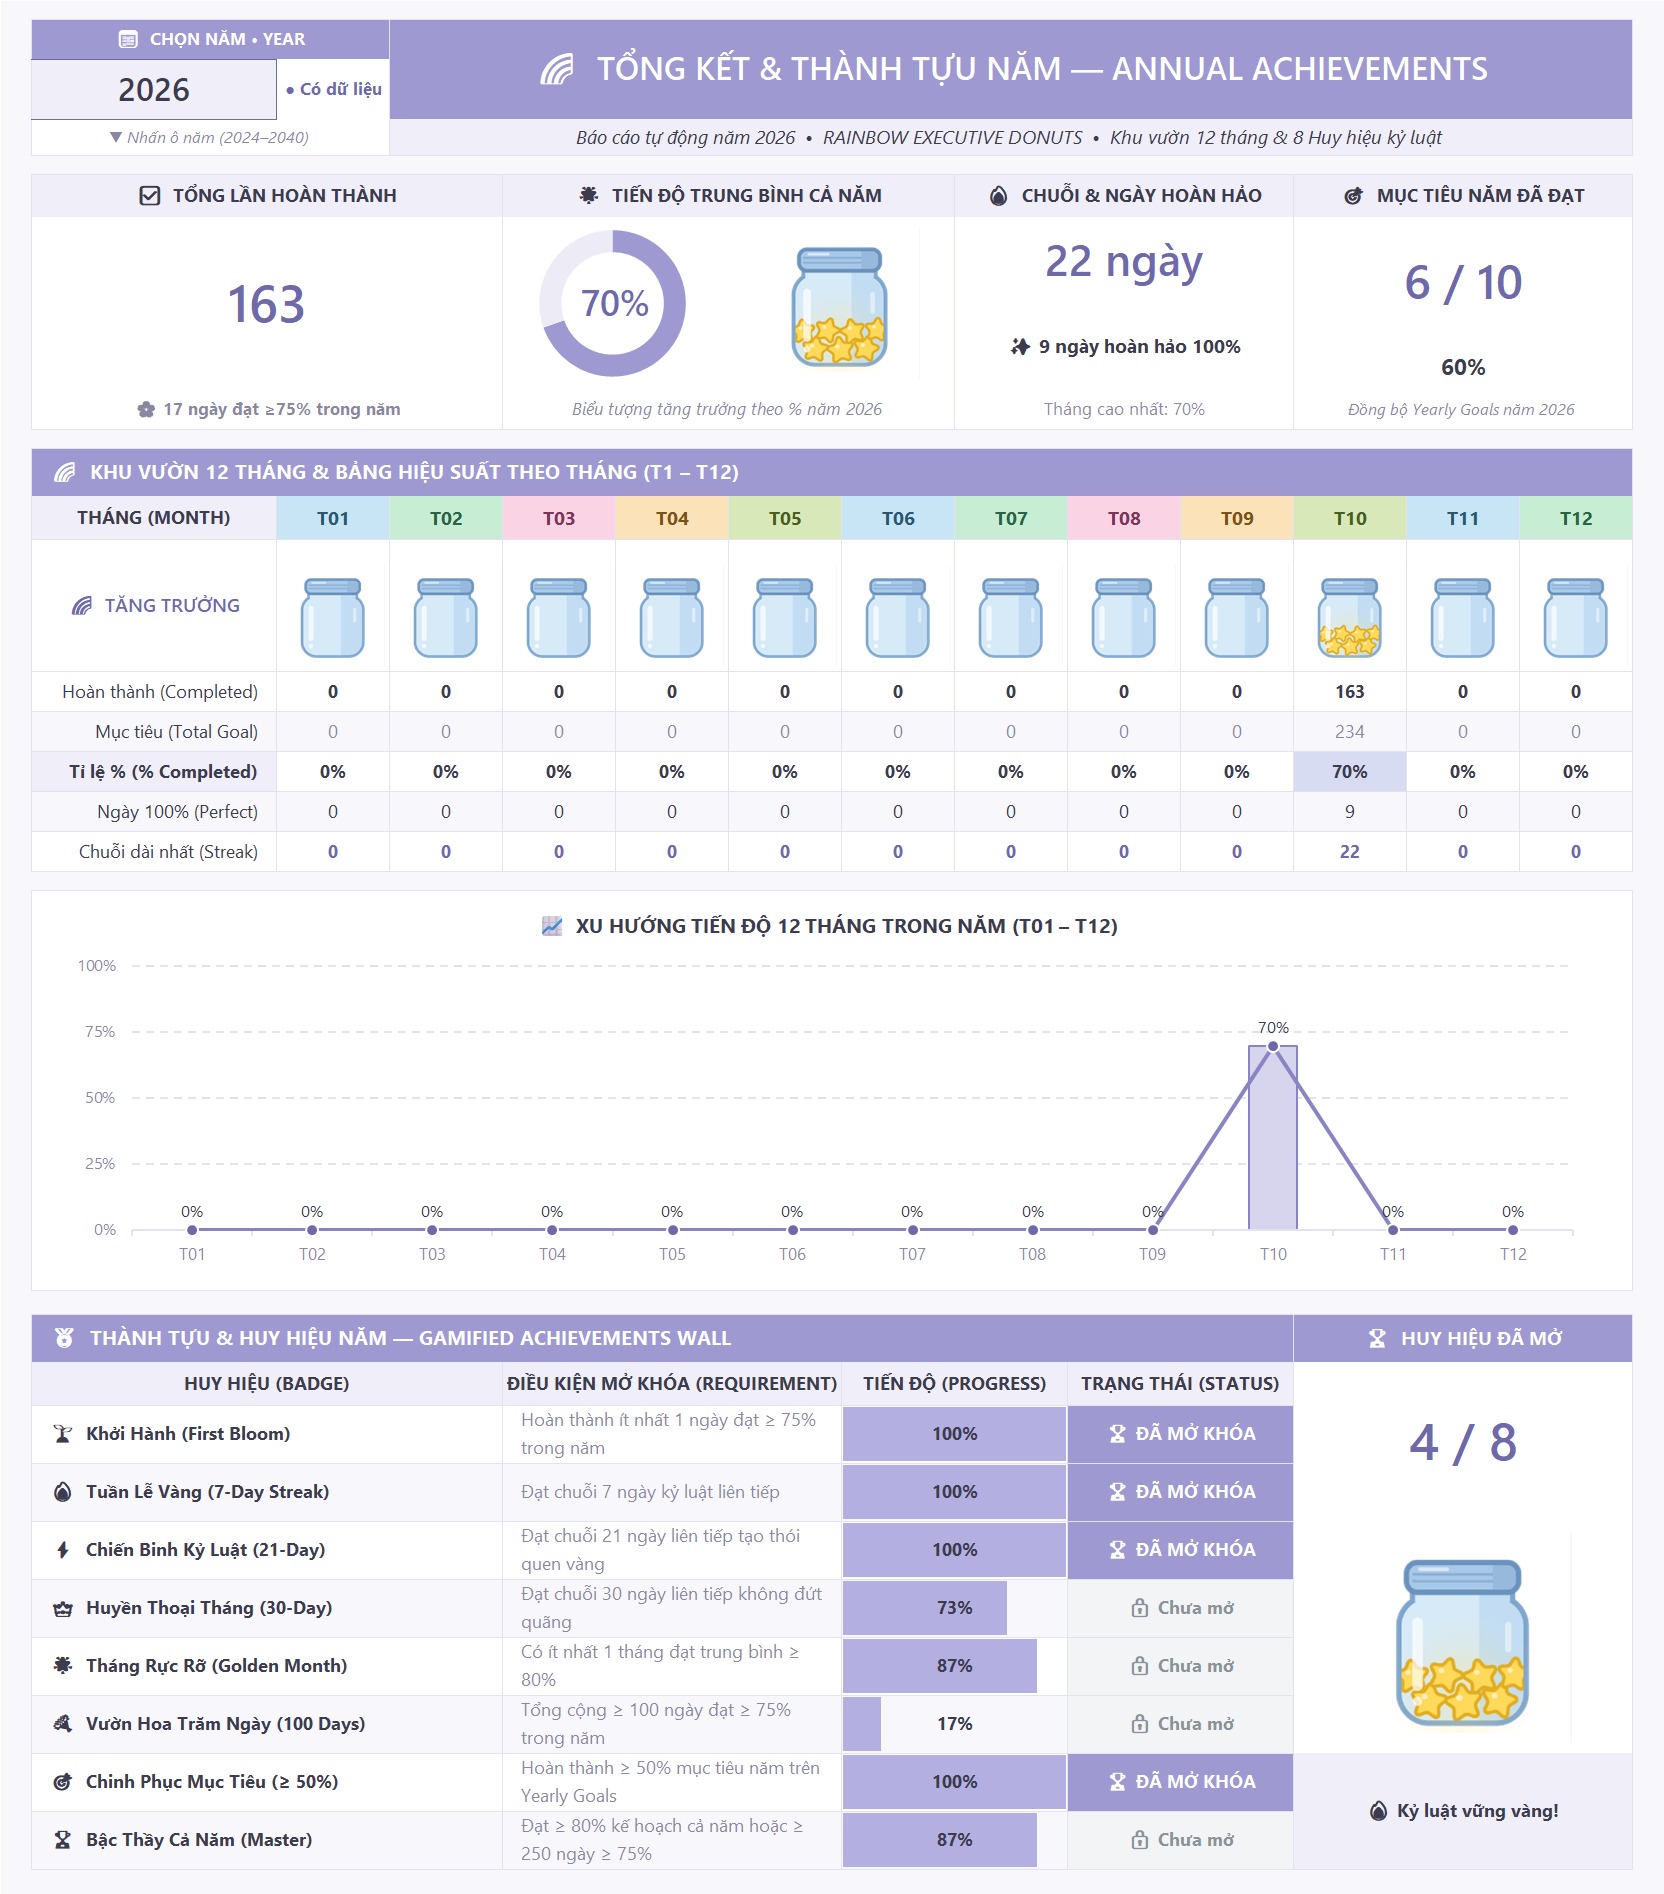 CHỌN NĂM • YEAR
2026
• Có dữ liệu
▼ Nhấn ô năm (2024–2040)
TỔNG KẾT & THÀNH TỰU NĂM — ANNUAL ACHIEVEMENTS
Báo cáo tự động năm 2026 • RAINBOW EXECUTIVE DONUTS • Khu vườn 12 tháng & 8 Huy hiệu kỷ luật
TỔNG LẦN HOÀN THÀNH
163
17 ngày đạt ≥75% trong năm
TIẾN ĐỘ TRUNG BÌNH CẢ NĂM
70%
Biểu tượng tăng trưởng theo % năm 2026
CHUỖI & NGÀY HOÀN HẢO
22 ngày
9 ngày hoàn hảo 100%
Tháng cao nhất: 70%
MỤC TIÊU NĂM ĐÃ ĐẠT
6 / 10
60%
Đồng bộ Yearly Goals năm 2026
KHU VƯỜN 12 THÁNG & BẢNG HIỆU SUẤT THEO THÁNG (T1 – T12)
THÁNG (MONTH) T01 T02 T03 T04 T05 T06 T07 T08 T09 T10 T11 T12
TĂNG TRƯỞNG
Hoàn thành (Completed) 0 0 0 0 0 0 0 0 0 163 0 0
Mục tiêu (Total Goal) 0 0 0 0 0 0 0 0 0 234 0 0
Tỉ lệ % (% Completed) 0% 0% 0% 0% 0% 0% 0% 0% 0% 70% 0% 0%
Ngày 100% (Perfect) 0 0 0 0 0 0 0 0 0 9 0 0
Chuỗi dài nhất (Streak) 0 0 0 0 0 0 0 0 0 22 0 0
XU HƯỚNG TIẾN ĐỘ 12 THÁNG TRONG NĂM (T01 – T12)
100%
75%
70%
50%
25%
0% 0% 0% 0% 0% 0% 0% 0% 0% 0% 0%
0%
T01 T02 T03 T04 T05 T06 T07 T08 T09 T10 T11 T12
THÀNH TỰU & HUY HIỆU NĂM — GAMIFIED ACHIEVEMENTS WALL
HUY HIỆU (BADGE) ĐIỀU KIỆN MỞ KHÓA (REQUIREMENT) TIẾN ĐỘ (PROGRESS) TRẠNG THÁI (STATUS)
Khởi Hành (First Bloom)
Hoàn thành ít nhất 1 ngày đạt ≥ 75%
trong năm
100%
ĐÃ MỞ KHÓA
Tuần Lễ Vàng (7-Day Streak)
Đạt chuỗi 7 ngày kỷ luật liên tiếp
100%
ĐÃ MỞ KHÓA
Chiến Binh Kỷ Luật (21-Day)
Đạt chuỗi 21 ngày liên tiếp tạo thói
quen vàng
100%
ĐÃ MỞ KHÓA
Huyền Thoại Tháng (30-Day)
Đạt chuỗi 30 ngày liên tiếp không đứt
quãng
73%
Chưa mở
Tháng Rực Rỡ (Golden Month)
Có ít nhất 1 tháng đạt trung bình ≥
80%
87%
Chưa mở
Vườn Hoa Trăm Ngày (100 Days)
Tổng cộng ≥ 100 ngày đạt ≥ 75%
trong năm
17%
Chưa mở
Chinh Phục Mục Tiêu (≥ 50%)
Hoàn thành ≥ 50% mục tiêu năm trên
Yearly Goals
100%
ĐÃ MỞ KHÓA
Bậc Thầy Cả Năm (Master)
Đạt ≥ 80% kế hoạch cả năm hoặc ≥
250 ngày ≥ 75%
87%
Chưa mở
HUY HIỆU ĐÃ MỞ
4 / 8
Kỷ luật vững vàng!